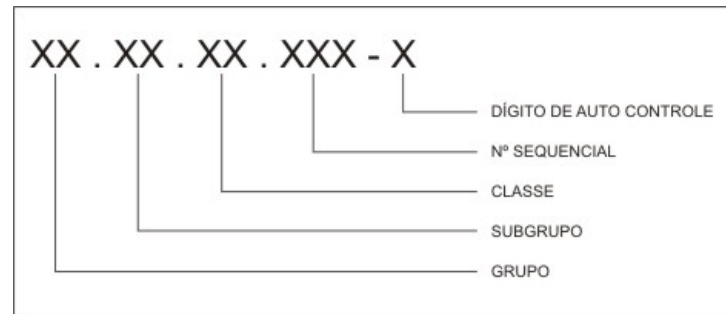 XX . XX . XX . XXX - X
DÍGITO DE AUTO CONTROLE
Nº SEQUENCIAL
CLASSE
SUBGRUPO
GRUPO